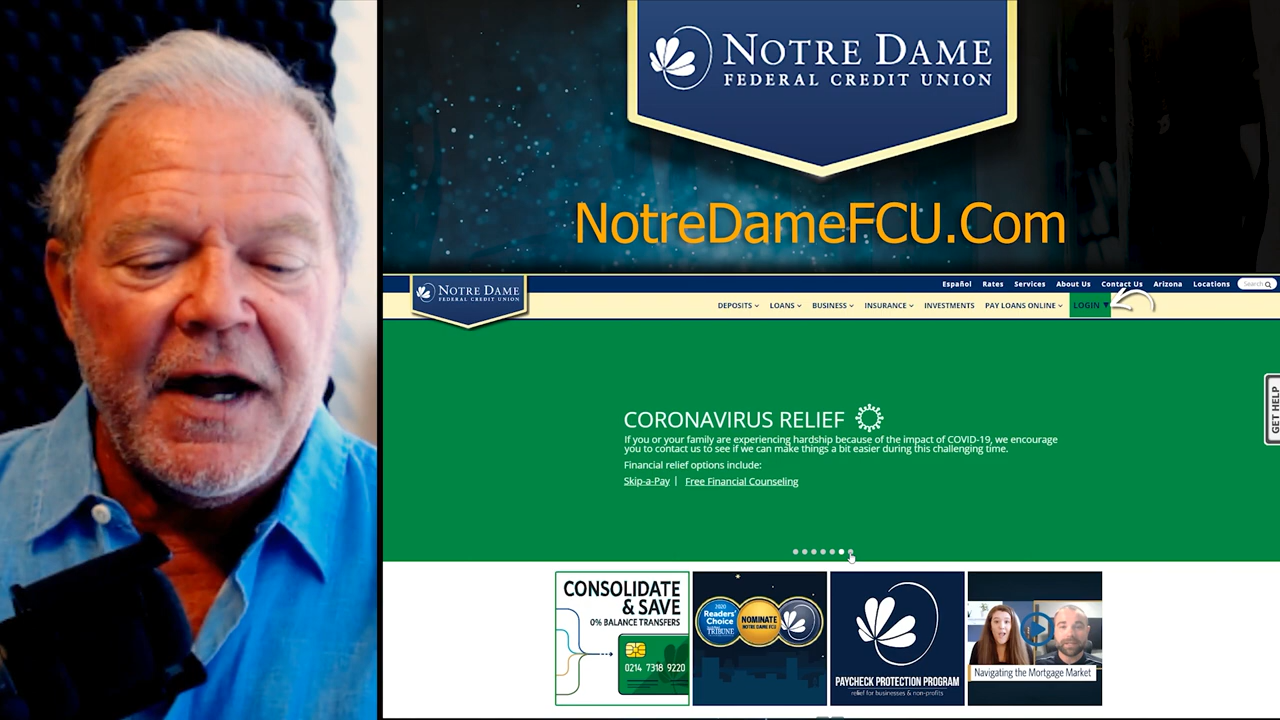 NOTRE DAME
FEDERAL CREDIT UNION
NotreDameFCU.Com
NOTRE DAME
FEDERAL CREDIT UNION
Español Rates Services About Us Contact Us Arizona Locations Search
DEPOSITS LOANS BUSINESS INSURANCE INVESTMENTS PAY LOANS ONLINE LOGIN
GET HELP
CORONAVIRUS RELIEF
If you or your family are experiencing hardship because of the impact of COVID-19, we encourage
you to contact us to see if we can make things a bit easier during this challenging time.
Financial relief options include:
Skip-a-Pay | Free Financial Counseling
CONSOLIDATE
& SAVE
0% BALANCE TRANSFERS
0214 7318 9220
2020
Readers'
Choice
TRIBUNE
NOMINATE
NOTRE DAME FCU
PAYCHECK PROTECTION PROGRAM
relief for businesses & non-profits
Navigating the Mortgage Market